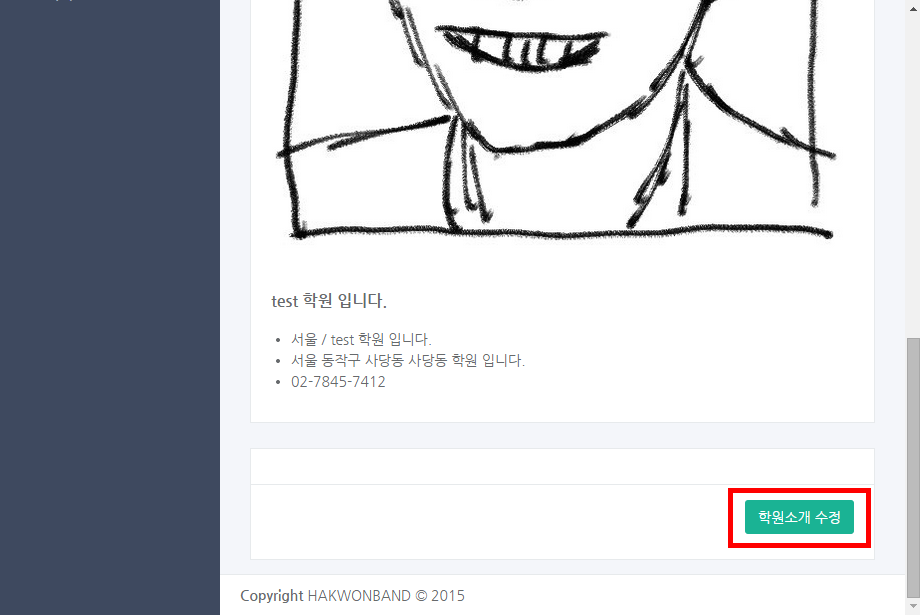 test 학원 입니다.
서울 / test 학원 입니다.
서울 동작구 사당동 사당동 학원 입니다.
02-7845-7412
학원소개 수정
Copyright HAKWONBAND © 2015